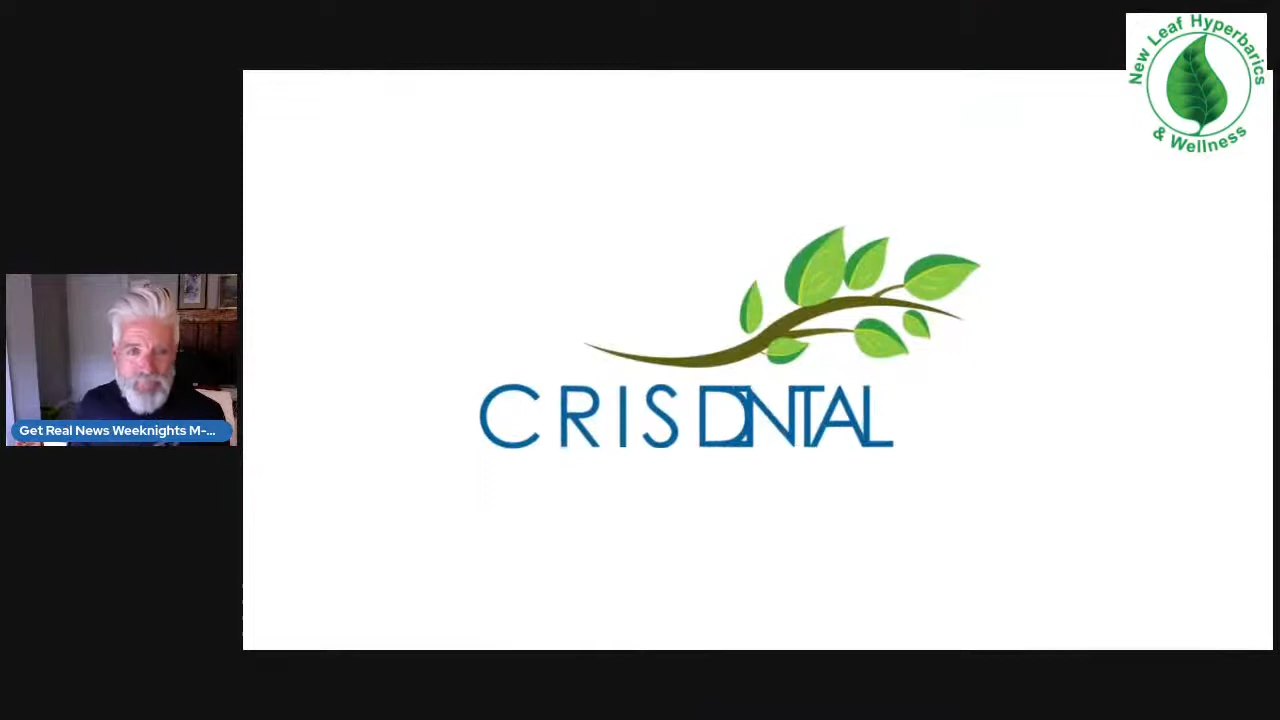 New Leaf Hyperbarics
& Wellness
CRIS DNTAL
Get Real News Weeknights M-...